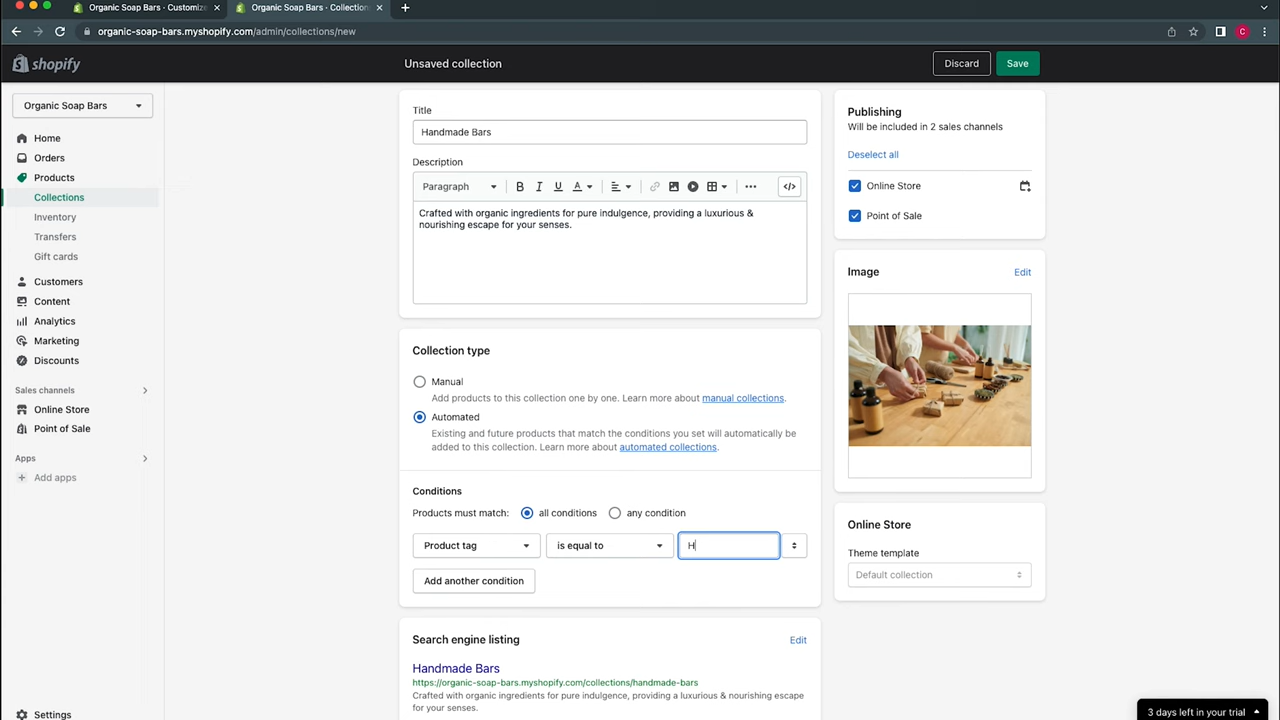 Organic Soap Bars · Customize
Organic Soap Bars · Collection
organic-soap-bars.myshopify.com/admin/collections/new
C
shopify
Unsaved collection
Discard
Save
Organic Soap Bars
Home
Orders
Products
Collections
Inventory
Transfers
Gift cards
Customers
Content
Analytics
Marketing
Discounts
Sales channels
Online Store
Point of Sale
Apps
Add apps
Settings
Title
Handmade Bars
Description
Paragraph
B I U A
Crafted with organic ingredients for pure indulgence, providing a luxurious &
nourishing escape for your senses.
Collection type
Manual
Add products to this collection one by one. Learn more about manual collections.
Automated
Existing and future products that match the conditions you set will automatically be
added to this collection. Learn more about automated collections.
Conditions
Products must match: all conditions any condition
Product tag is equal to H
Add another condition
Search engine listing
Edit
Handmade Bars
https://organic-soap-bars.myshopify.com/collections/handmade-bars
Crafted with organic ingredients for pure indulgence, providing a luxurious & nourishing escape
for your senses.
Publishing
Will be included in 2 sales channels
Deselect all
Online Store
Point of Sale
Image
Edit
Online Store
Theme template
Default collection
3 days left in your trial